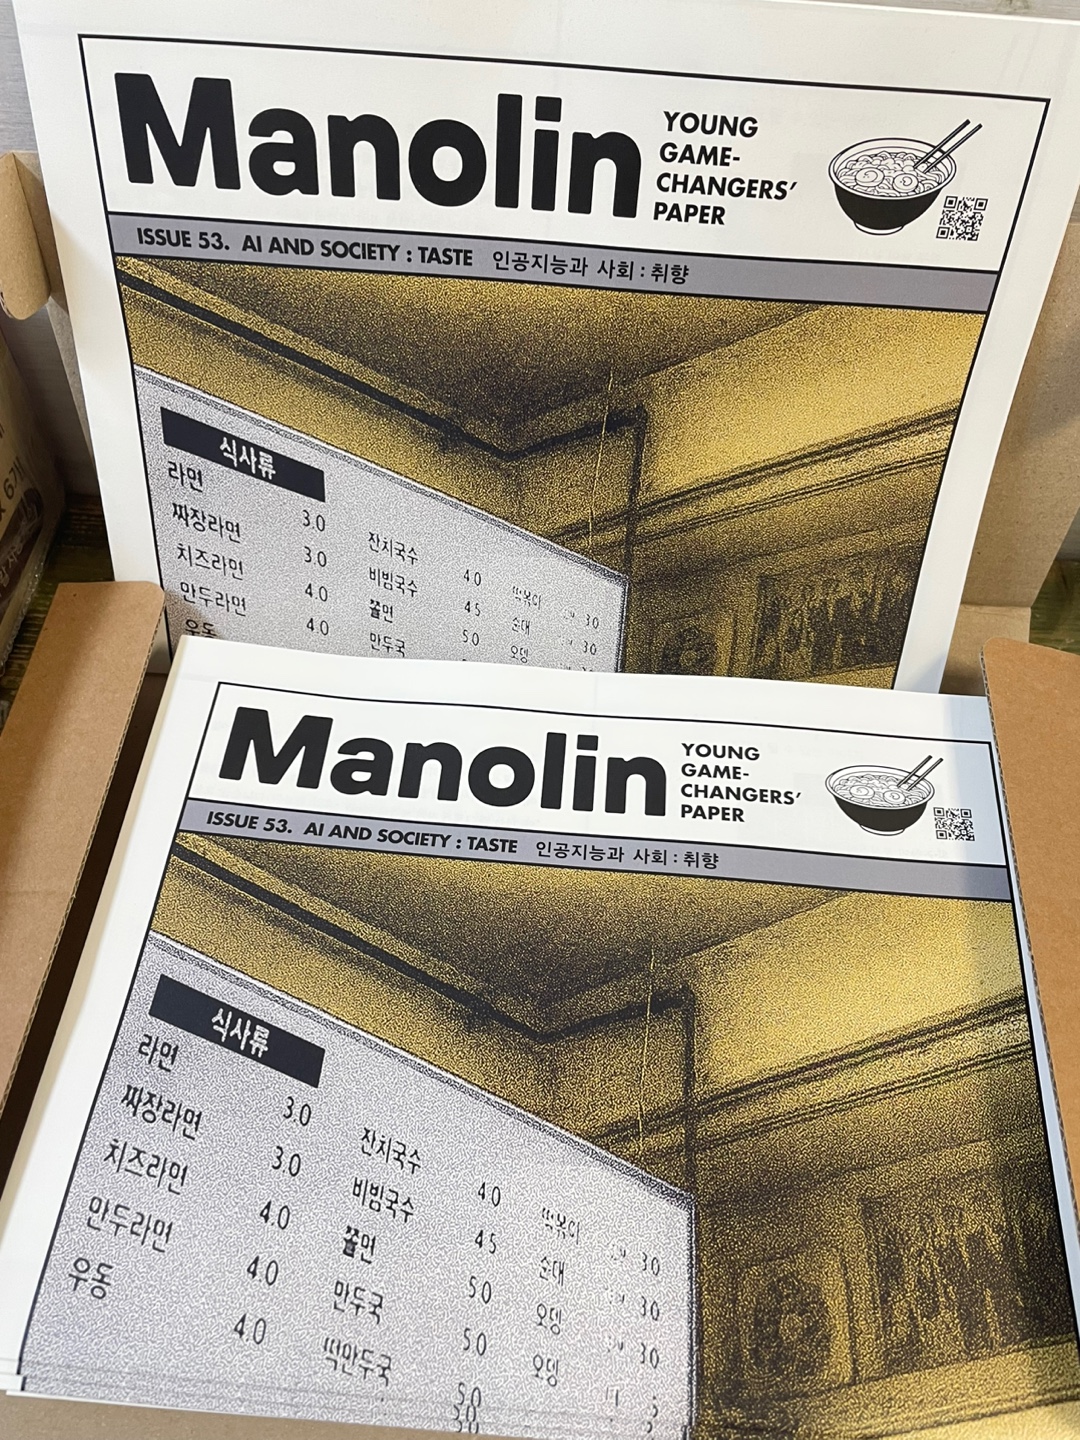 Manolin
YOUNG
GAME-
CHANGERS'
PAPER
ISSUE 53. AI AND SOCIETY : TASTE 인공지능과 사회 : 취향
식사류
라면 3.0
짜장라면 3.0
치즈라면 4.0
만두라면 4.0
우동
잔치국수 4.0
비빔국수 4.5
쫄면 5.0
만두국
떡볶이 3.0
순대 3.0
오뎅 3.0
Manolin
YOUNG
GAME-
CHANGERS'
PAPER
ISSUE 53. AI AND SOCIETY : TASTE 인공지능과 사회 : 취향
식사류
라면 3.0
짜장라면 3.0
치즈라면 4.0
만두라면 4.0
우동 4.0
잔치국수 4.0
비빔국수 4.5
쫄면 5.0
만두국 5.0
떡만두국 5.0
떡볶이 3.0
순대 3.0
오뎅 3.0
오뎅